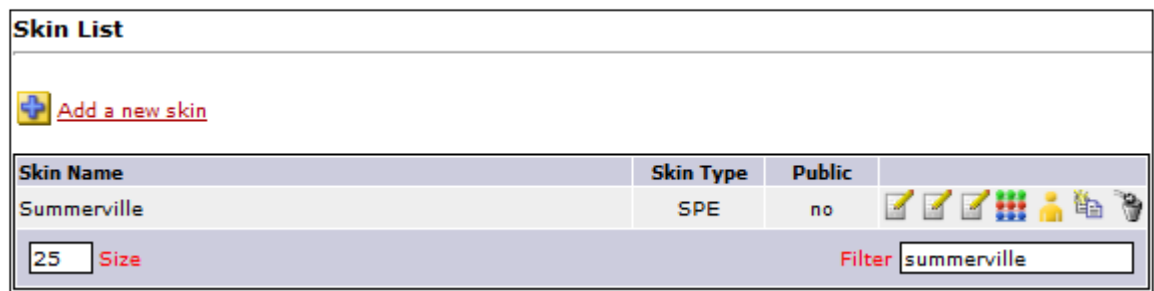 Skin List
Add a new skin
Skin Name Skin Type Public
Summerville SPE no
25 Size Filter summerville